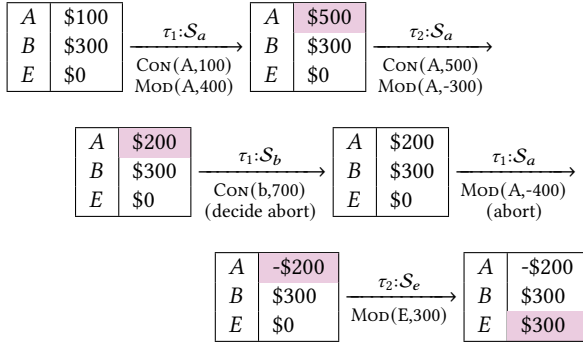 A $100
B $300
E $0
τ₁:Sₐ
Con(A,100)
Mod(A,400)
A $500
B $300
E $0
τ₂:Sₐ
Con(A,500)
Mod(A,-300)
A $200
B $300
E $0
τ₁:S_b
Con(b,700)
(decide abort)
A $200
B $300
E $0
τ₁:Sₐ
Mod(A,-400)
(abort)
A -$200
B $300
E $0
τ₂:Sₑ
Mod(E,300)
A -$200
B $300
E $300